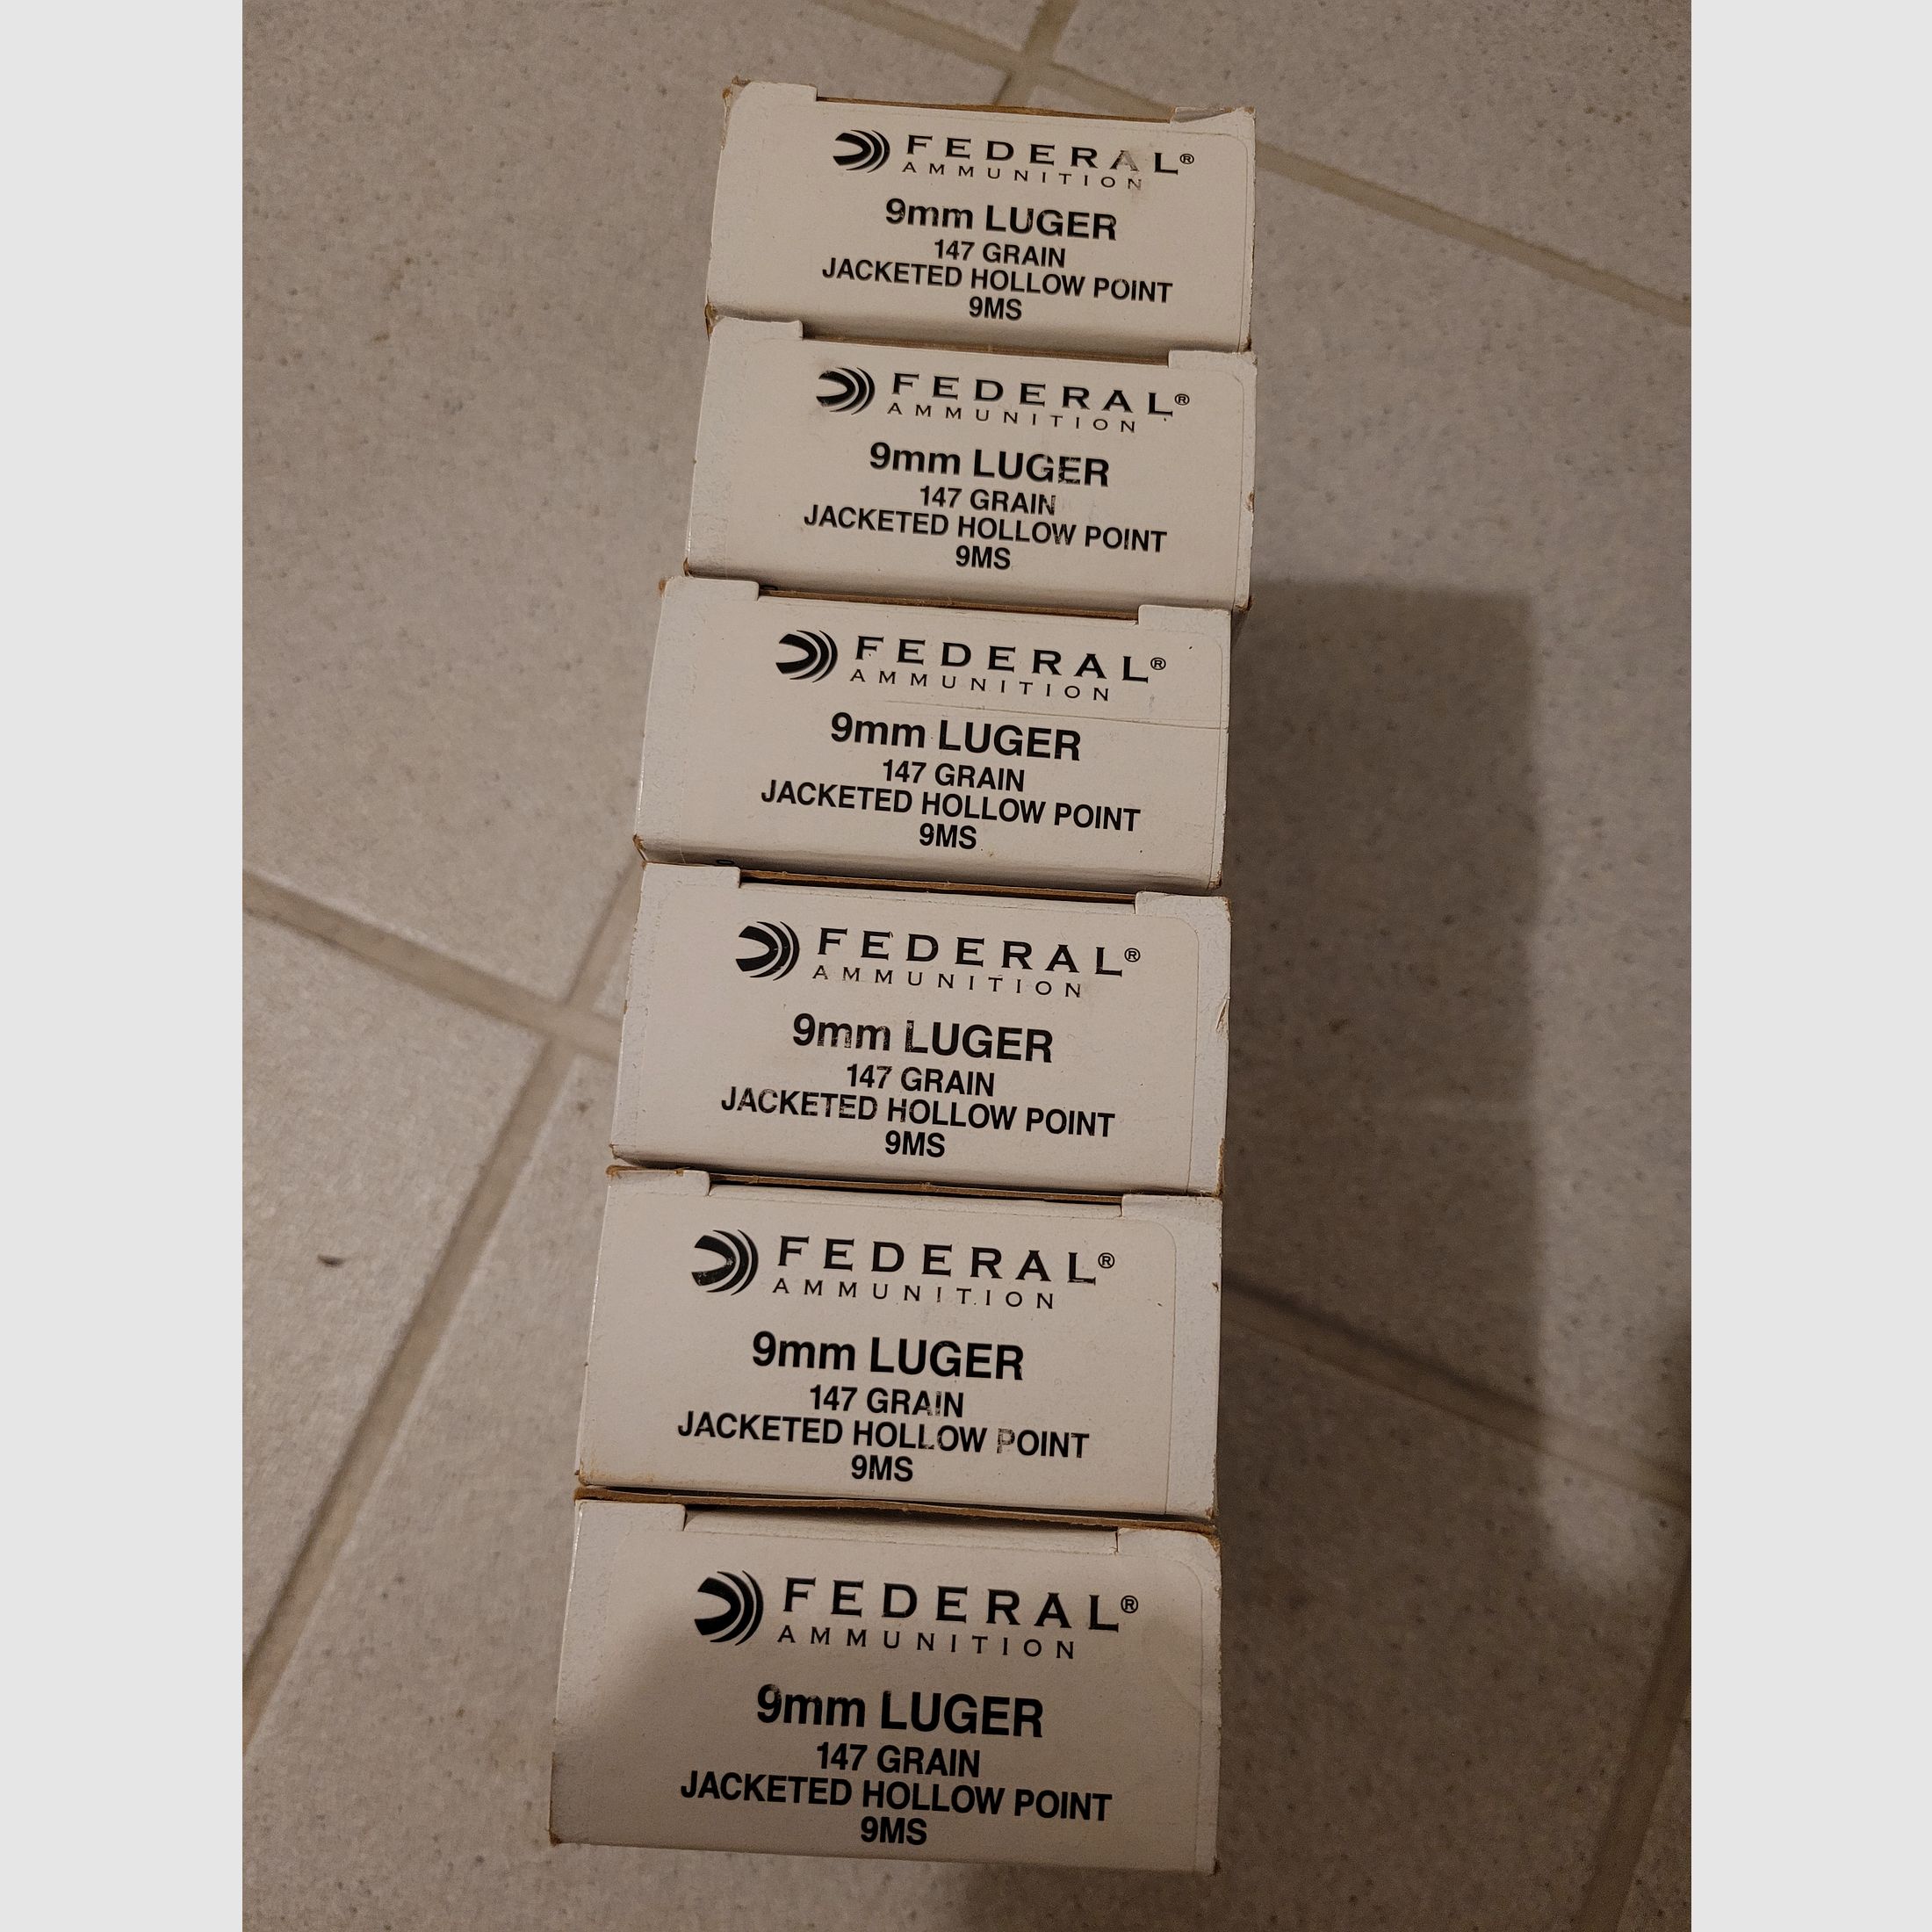 FEDERAL®
AMMUNITION
9mm LUGER
147 GRAIN
JACKETED HOLLOW POINT
9MS
FEDERAL®
AMMUNITION
9mm LUGER
147 GRAIN
JACKETED HOLLOW POINT
9MS
FEDERAL®
AMMUNITION
9mm LUGER
147 GRAIN
JACKETED HOLLOW POINT
9MS
FEDERAL®
AMMUNITION
9mm LUGER
147 GRAIN
JACKETED HOLLOW POINT
9MS
FEDERAL®
AMMUNITION
9mm LUGER
147 GRAIN
JACKETED HOLLOW POINT
9MS
FEDERAL®
AMMUNITION
9mm LUGER
147 GRAIN
JACKETED HOLLOW POINT
9MS